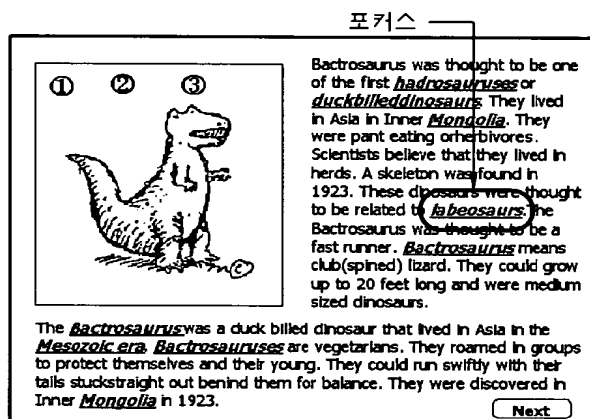 포커스
① ② ③
Bactrosaurus was thought to be one
of the first hadrosauruses or
duckbilleddinosaurs. They lived
in Asia in Inner Mongolia. They
were pant eating orherbivores.
Scientists believe that they lived in
herds. A skeleton was found in
1923. These dinosaurs were thought
to be related to labeosaurs. The
Bactrosaurus was thought to be a
fast runner. Bactrosaurus means
club(spined) lizard. They could grow
up to 20 feet long and were medium
sized dinosaurs.
The Bactrosaurus was a duck billed dinosaur that lived in Asia in the
Mesozoic era. Bactrosauruses are vegetarians. They roamed in groups
to protect themselves and their young. They could run swiftly with their
tails stuckstraight out benind them for balance. They were discovered in
Inner Mongolia in 1923.
Next